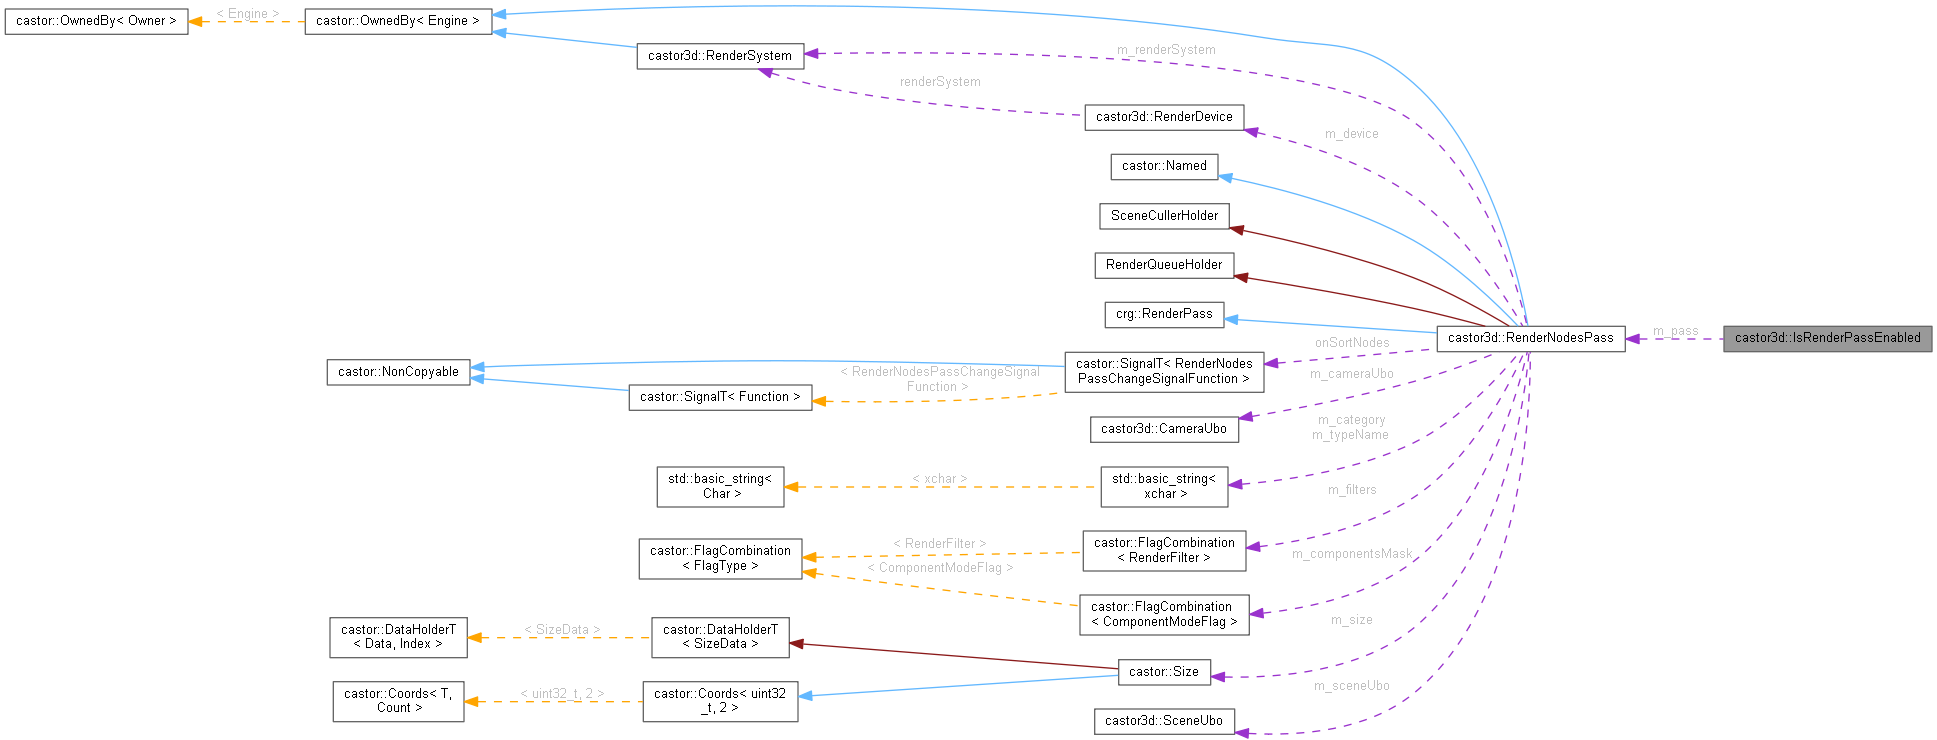 castor::OwnedBy< Owner >
< Engine >
castor::OwnedBy< Engine >
castor3d::RenderSystem
m_renderSystem
renderSystem
castor3d::RenderDevice
m_device
castor::Named
SceneCullerHolder
RenderQueueHolder
crg::RenderPass
castor3d::RenderNodesPass
m_pass
castor3d::IsRenderPassEnabled
onSortNodes
castor::NonCopyable
castor::SignalT< Function >
< RenderNodesPassChangeSignal
Function >
castor::SignalT< RenderNodes
PassChangeSignalFunction >
m_cameraUbo
castor3d::CameraUbo
m_category
m_typeName
std::basic_string<
Char >
< xchar >
std::basic_string<
xchar >
m_filters
castor::FlagCombination
< FlagType >
< RenderFilter >
castor::FlagCombination
< RenderFilter >
< ComponentModeFlag >
m_componentsMask
castor::FlagCombination
< ComponentModeFlag >
castor::DataHolderT
< Data, Index >
< SizeData >
castor::DataHolderT
< SizeData >
m_size
castor::Size
castor::Coords< T,
Count >
< uint32_t, 2 >
castor::Coords< uint32
_t, 2 >
m_sceneUbo
castor3d::SceneUbo